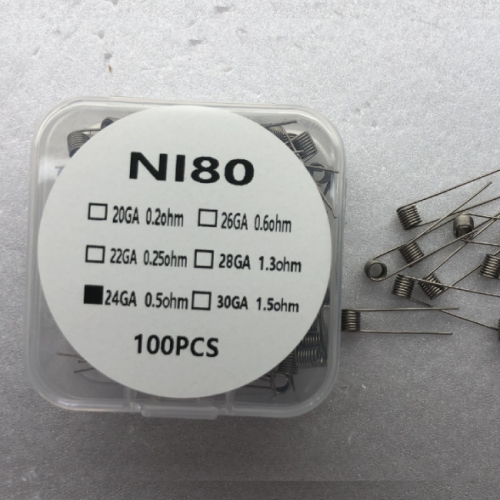 NI80
20GA 0.2ohm 26GA 0.6ohm
22GA 0.25ohm 28GA 1.3ohm
24GA 0.5ohm 30GA 1.5ohm
100PCS